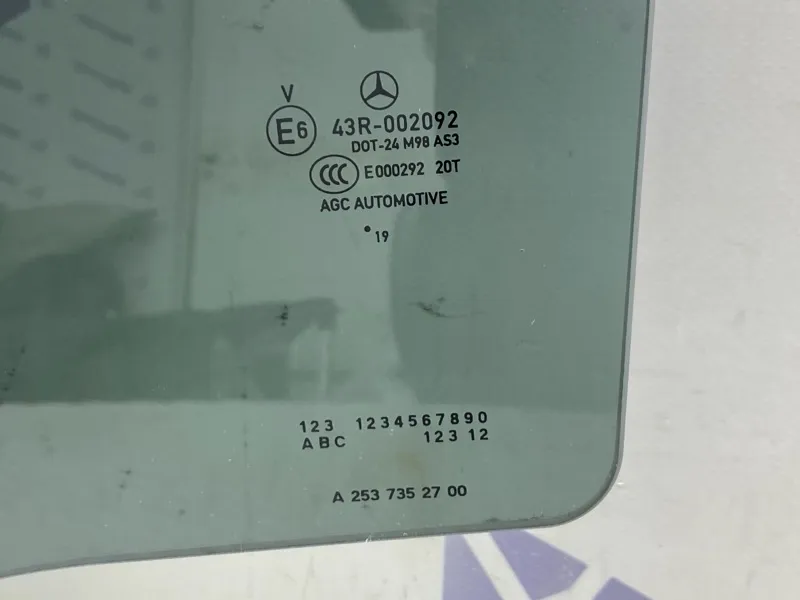 V
E6 43R-002092
DOT-24 M98 AS3
CCC E000292 20T
AGC AUTOMOTIVE
19
123 1234567890
ABC 123 12
A 253 735 27 00